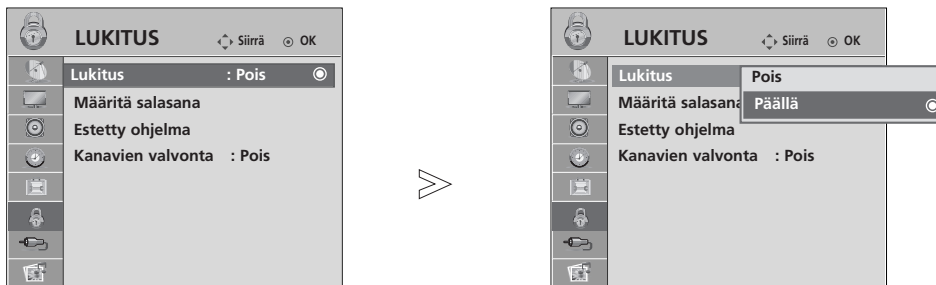 LUKITUS Siirrä OK
Lukitus : Pois
Määritä salasana
Estetty ohjelma
Kanavien valvonta : Pois
LUKITUS Siirrä OK
Lukitus Pois
Määritä salasana Päällä
Estetty ohjelma
Kanavien valvonta : Pois